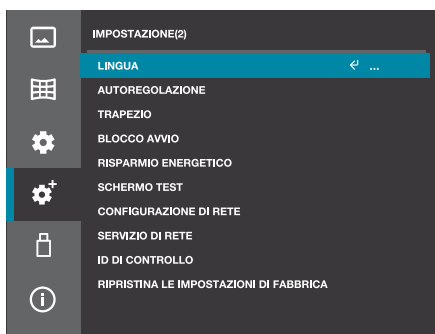 IMPOSTAZIONE(2)
LINGUA ...
AUTOREGOLAZIONE
TRAPEZIO
BLOCCO AVVIO
RISPARMIO ENERGETICO
SCHERMO TEST
CONFIGURAZIONE DI RETE
SERVIZIO DI RETE
ID DI CONTROLLO
RIPRISTINA LE IMPOSTAZIONI DI FABBRICA